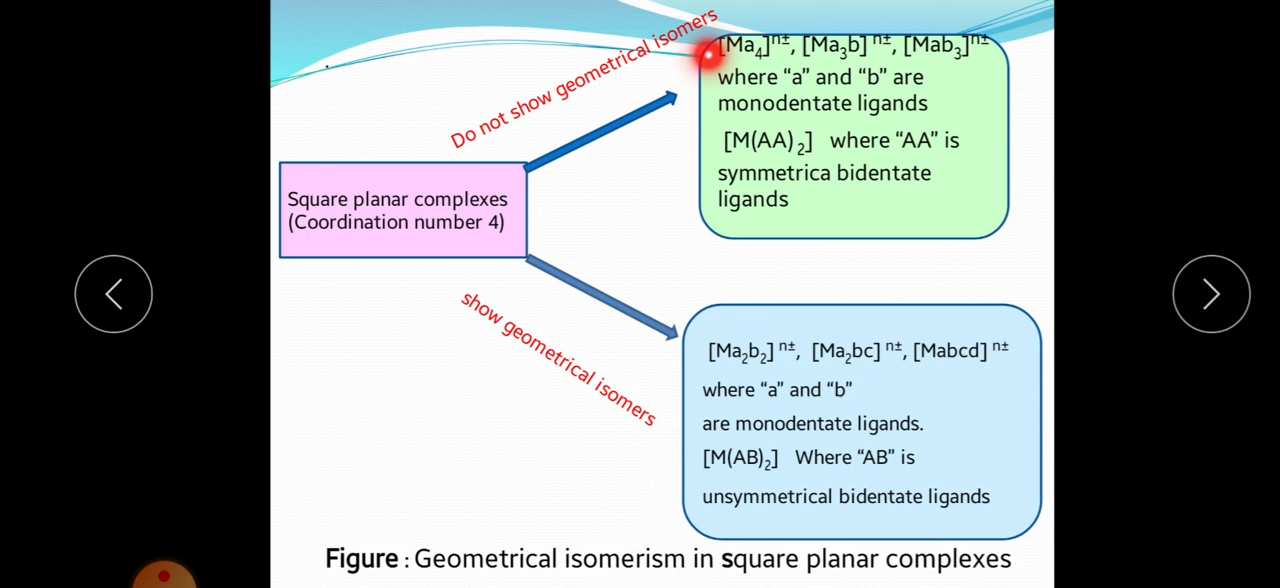 Do not show geometrical isomers
[Ma₄]ⁿ±, [Ma₃b] ⁿ±, [Mab₃]ⁿ±
where “a” and “b” are
monodentate ligands
[M(AA)₂] where “AA” is
symmetrica bidentate
ligands
Square planar complexes
(Coordination number 4)
show geometrical isomers
[Ma₂b₂] ⁿ±, [Ma₂bc] ⁿ±, [Mabcd] ⁿ±
where “a” and “b”
are monodentate ligands.
[M(AB)₂] Where “AB” is
unsymmetrical bidentate ligands
Figure : Geometrical isomerism in square planar complexes